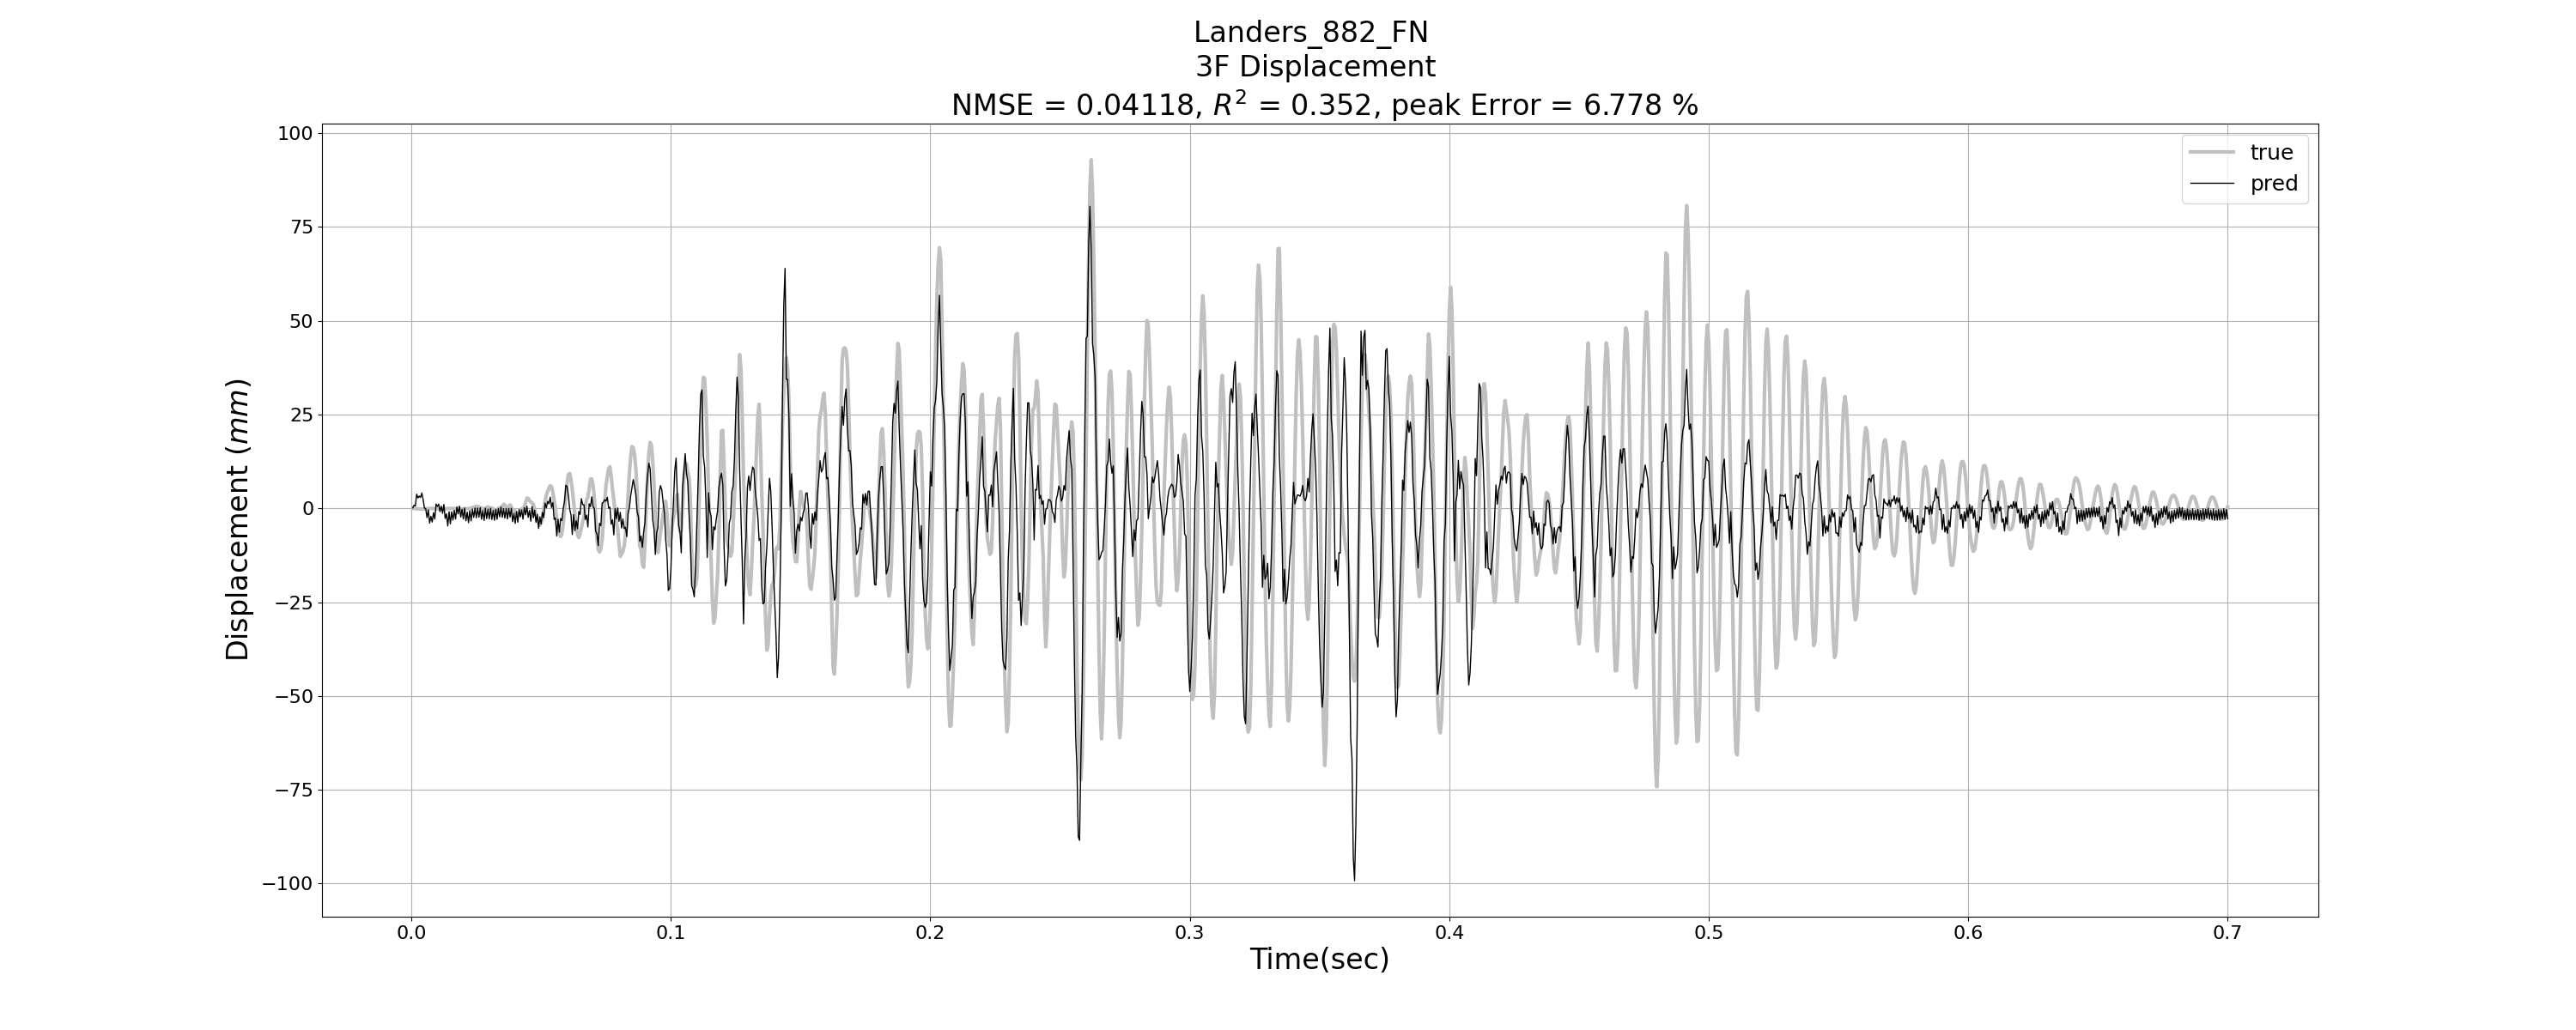 Landers_882_FN
3F Displacement
NMSE = 0.04118, R² = 0.352, peak Error = 6.778 %
100
75
50
25
0
−25
−50
−75
−100
Displacement (mm)
true
pred
0.0 0.1 0.2 0.3 0.4 0.5 0.6 0.7
Time(sec)